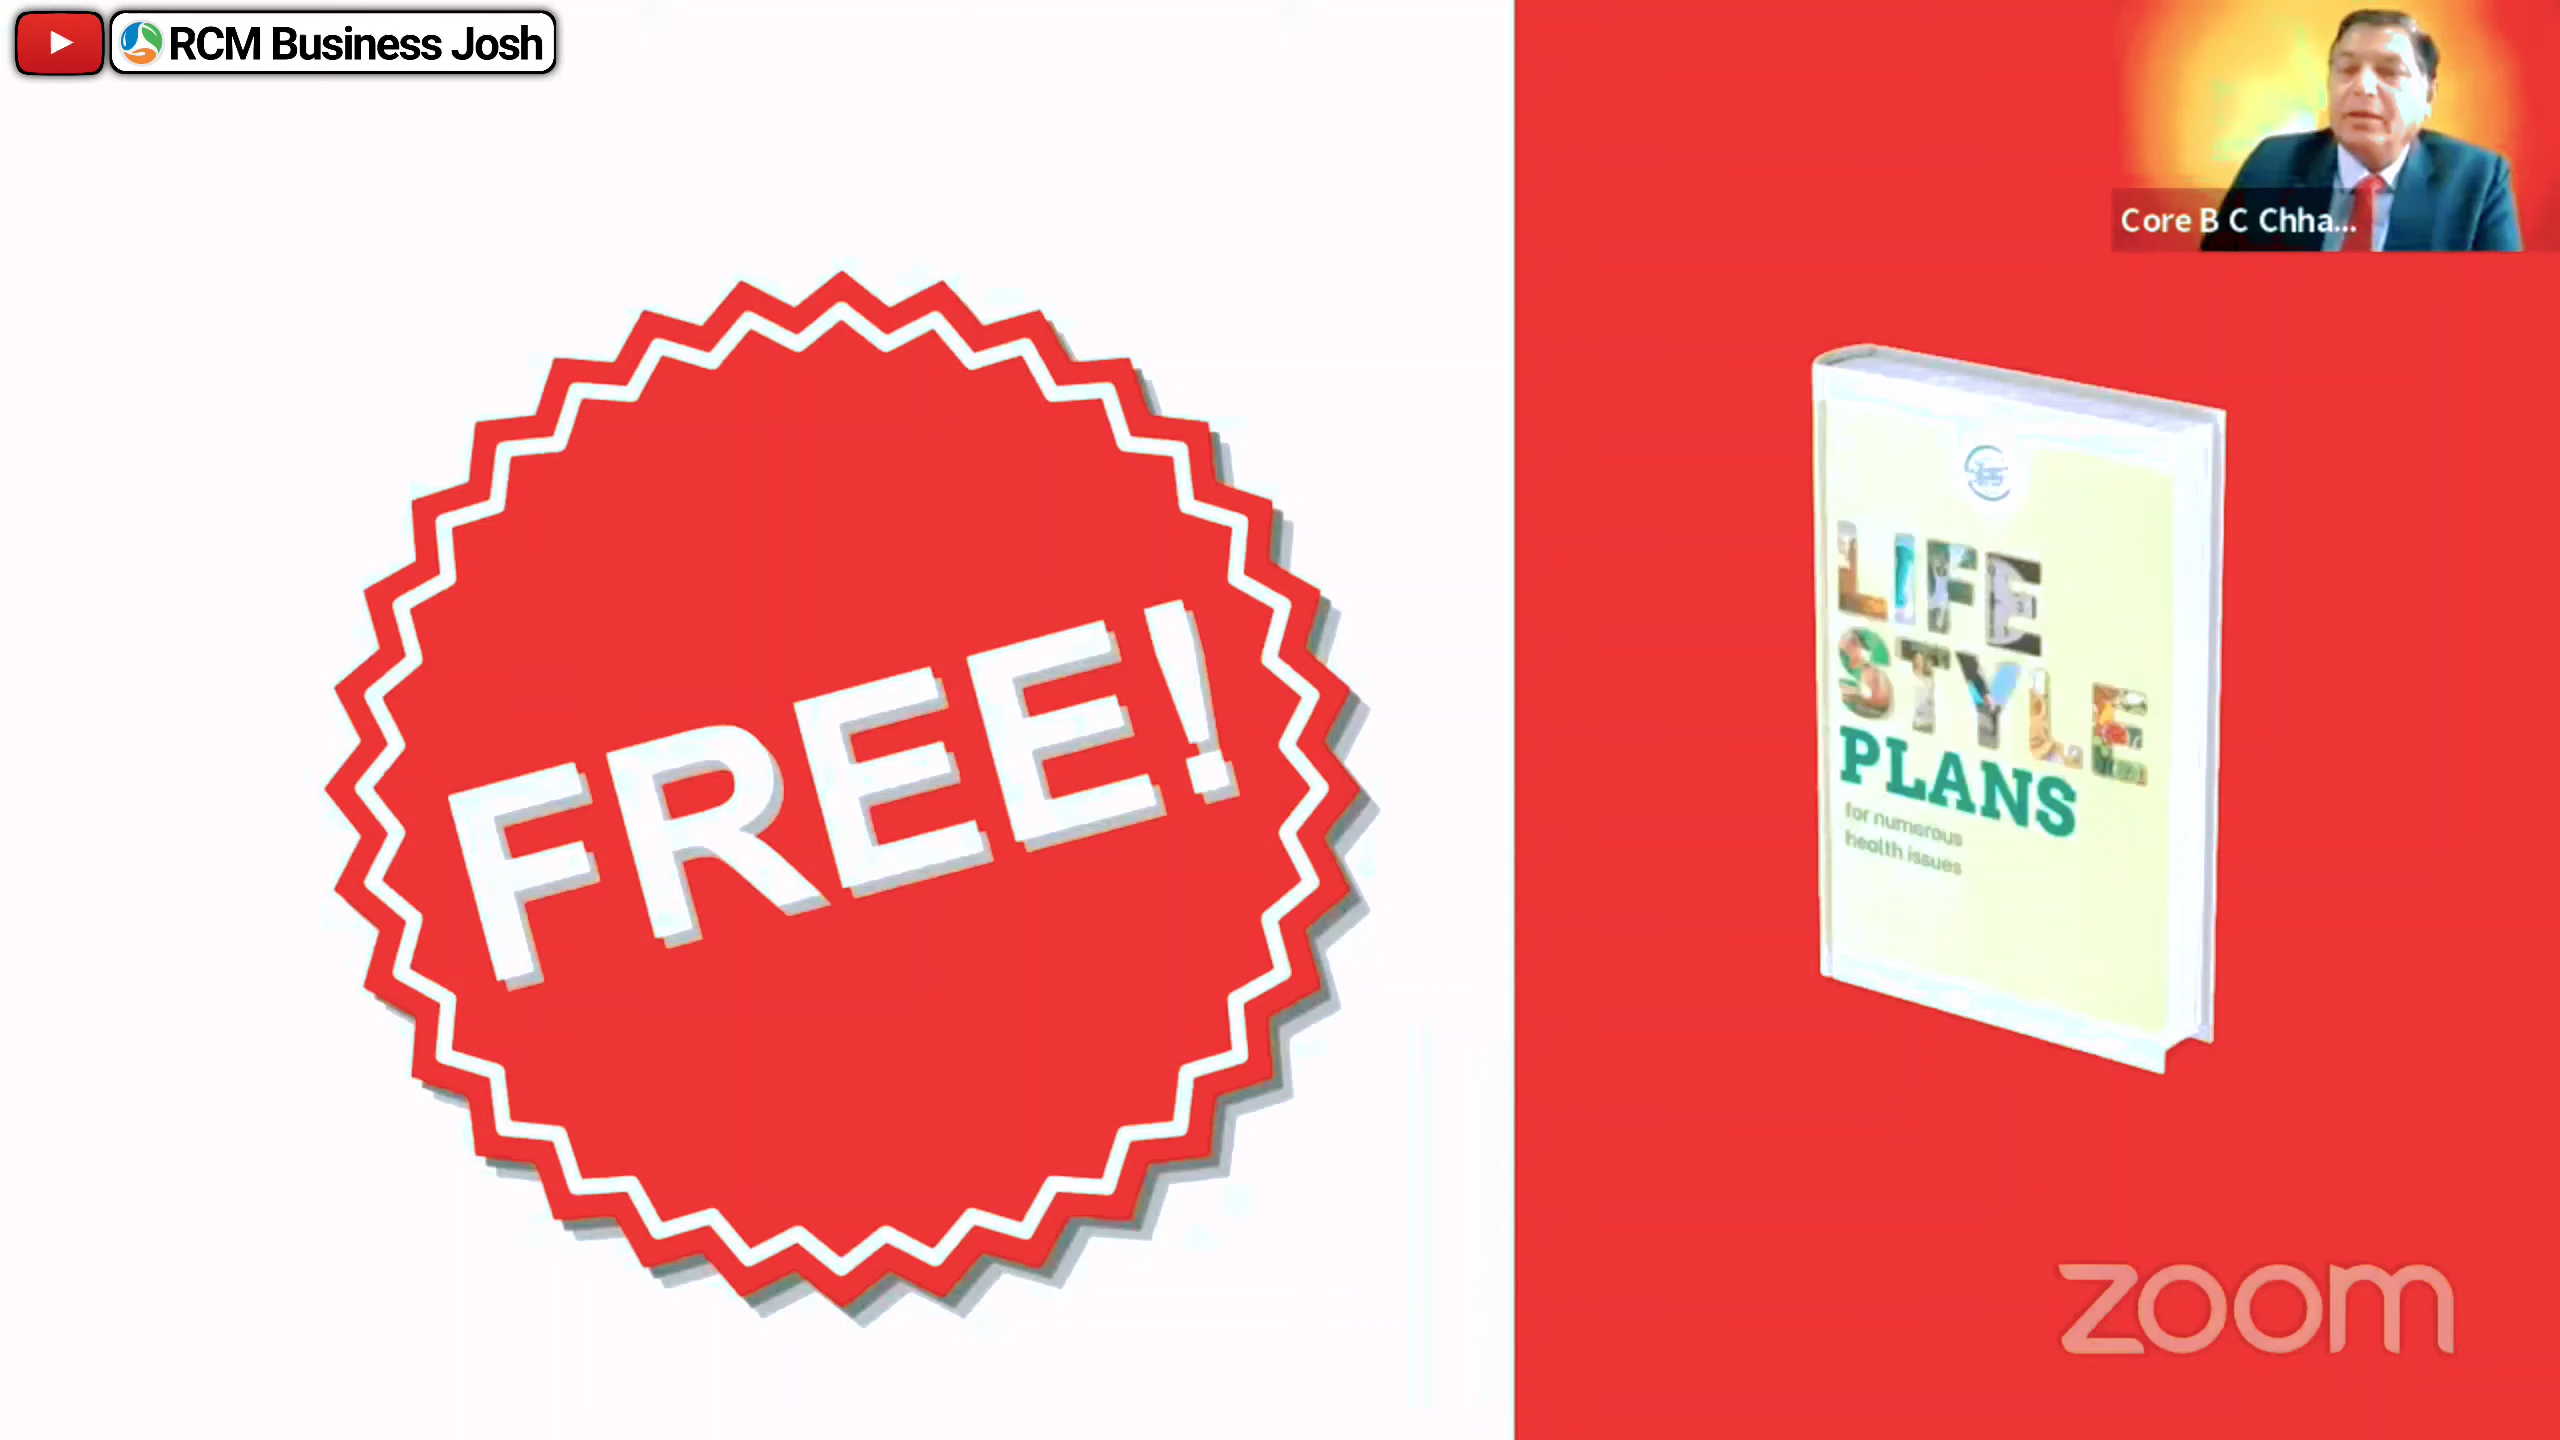 RCM Business Josh
Core B C Chha...
FREE!
LIFE
STYLE
PLANS
for numerous
health issues
zoom